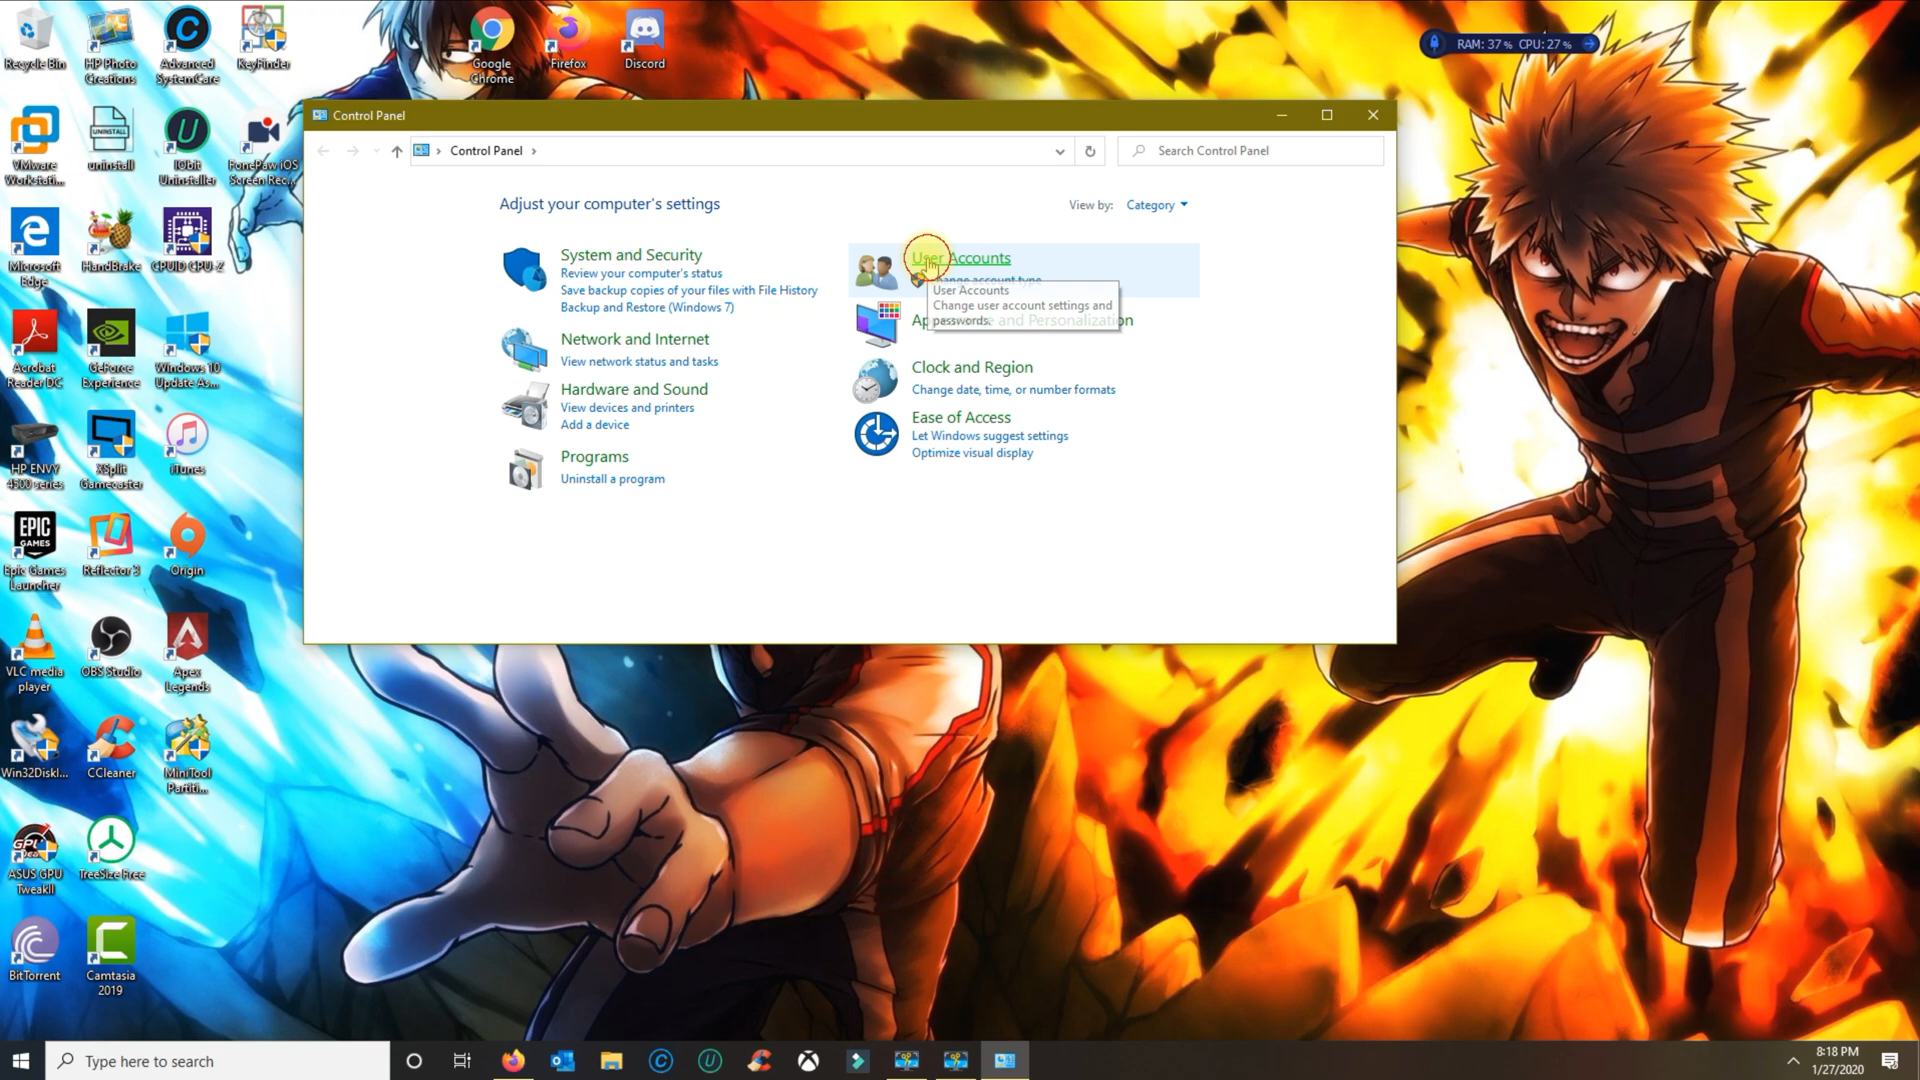 Recycle Bin
HP Photo
Creations
Advanced
SystemCare
KeyFinder
Google
Chrome
Firefox
Discord
RAM: 37% CPU: 27%
VMware
Workstati...
UNINSTALL
uninstall
IObit
Uninstaller
FonePaw iOS
Screen Rec...
Microsoft
Edge
HandBrake
CPUID CPU-Z
Acrobat
Reader DC
GeForce
Experience
Windows 10
Update As...
HP ENVY
4500 series
XSplit
Gamecaster
iTunes
EPIC
GAMES
Epic Games
Launcher
Reflector 3
Origin
VLC media
player
OBS Studio
Apex
Legends
Win32DiskI...
CCleaner
MiniTool
Partiti...
ASUS GPU
TweakII
TreeSize Free
BitTorrent
Camtasia
2019
Control Panel
Control Panel
Search Control Panel
Adjust your computer's settings
View by: Category
System and Security
Review your computer's status
Save backup copies of your files with File History
Backup and Restore (Windows 7)
Network and Internet
View network status and tasks
Hardware and Sound
View devices and printers
Add a device
Programs
Uninstall a program
User Accounts
Change account type
User Accounts
Change user account settings and
passwords.
and Personalization
Clock and Region
Change date, time, or number formats
Ease of Access
Let Windows suggest settings
Optimize visual display
Type here to search
8:18 PM
1/27/2020